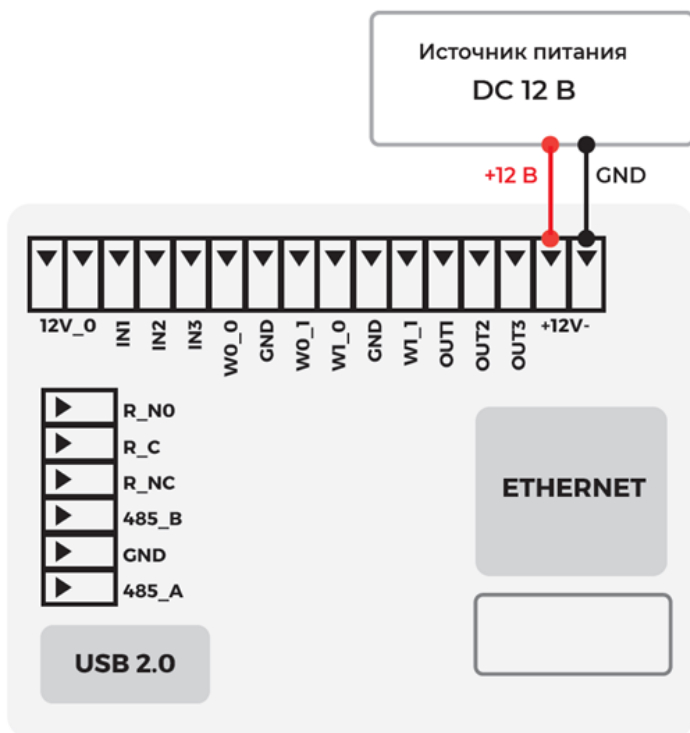 Источник питания
DC 12 В
+12 В
GND
12V_0
IN1
IN2
IN3
W0_0
GND
W0_1
W1_0
GND
W1_1
OUT1
OUT2
OUT3
+12V-
R_N0
R_C
R_NC
485_B
GND
485_A
ETHERNET
USB 2.0